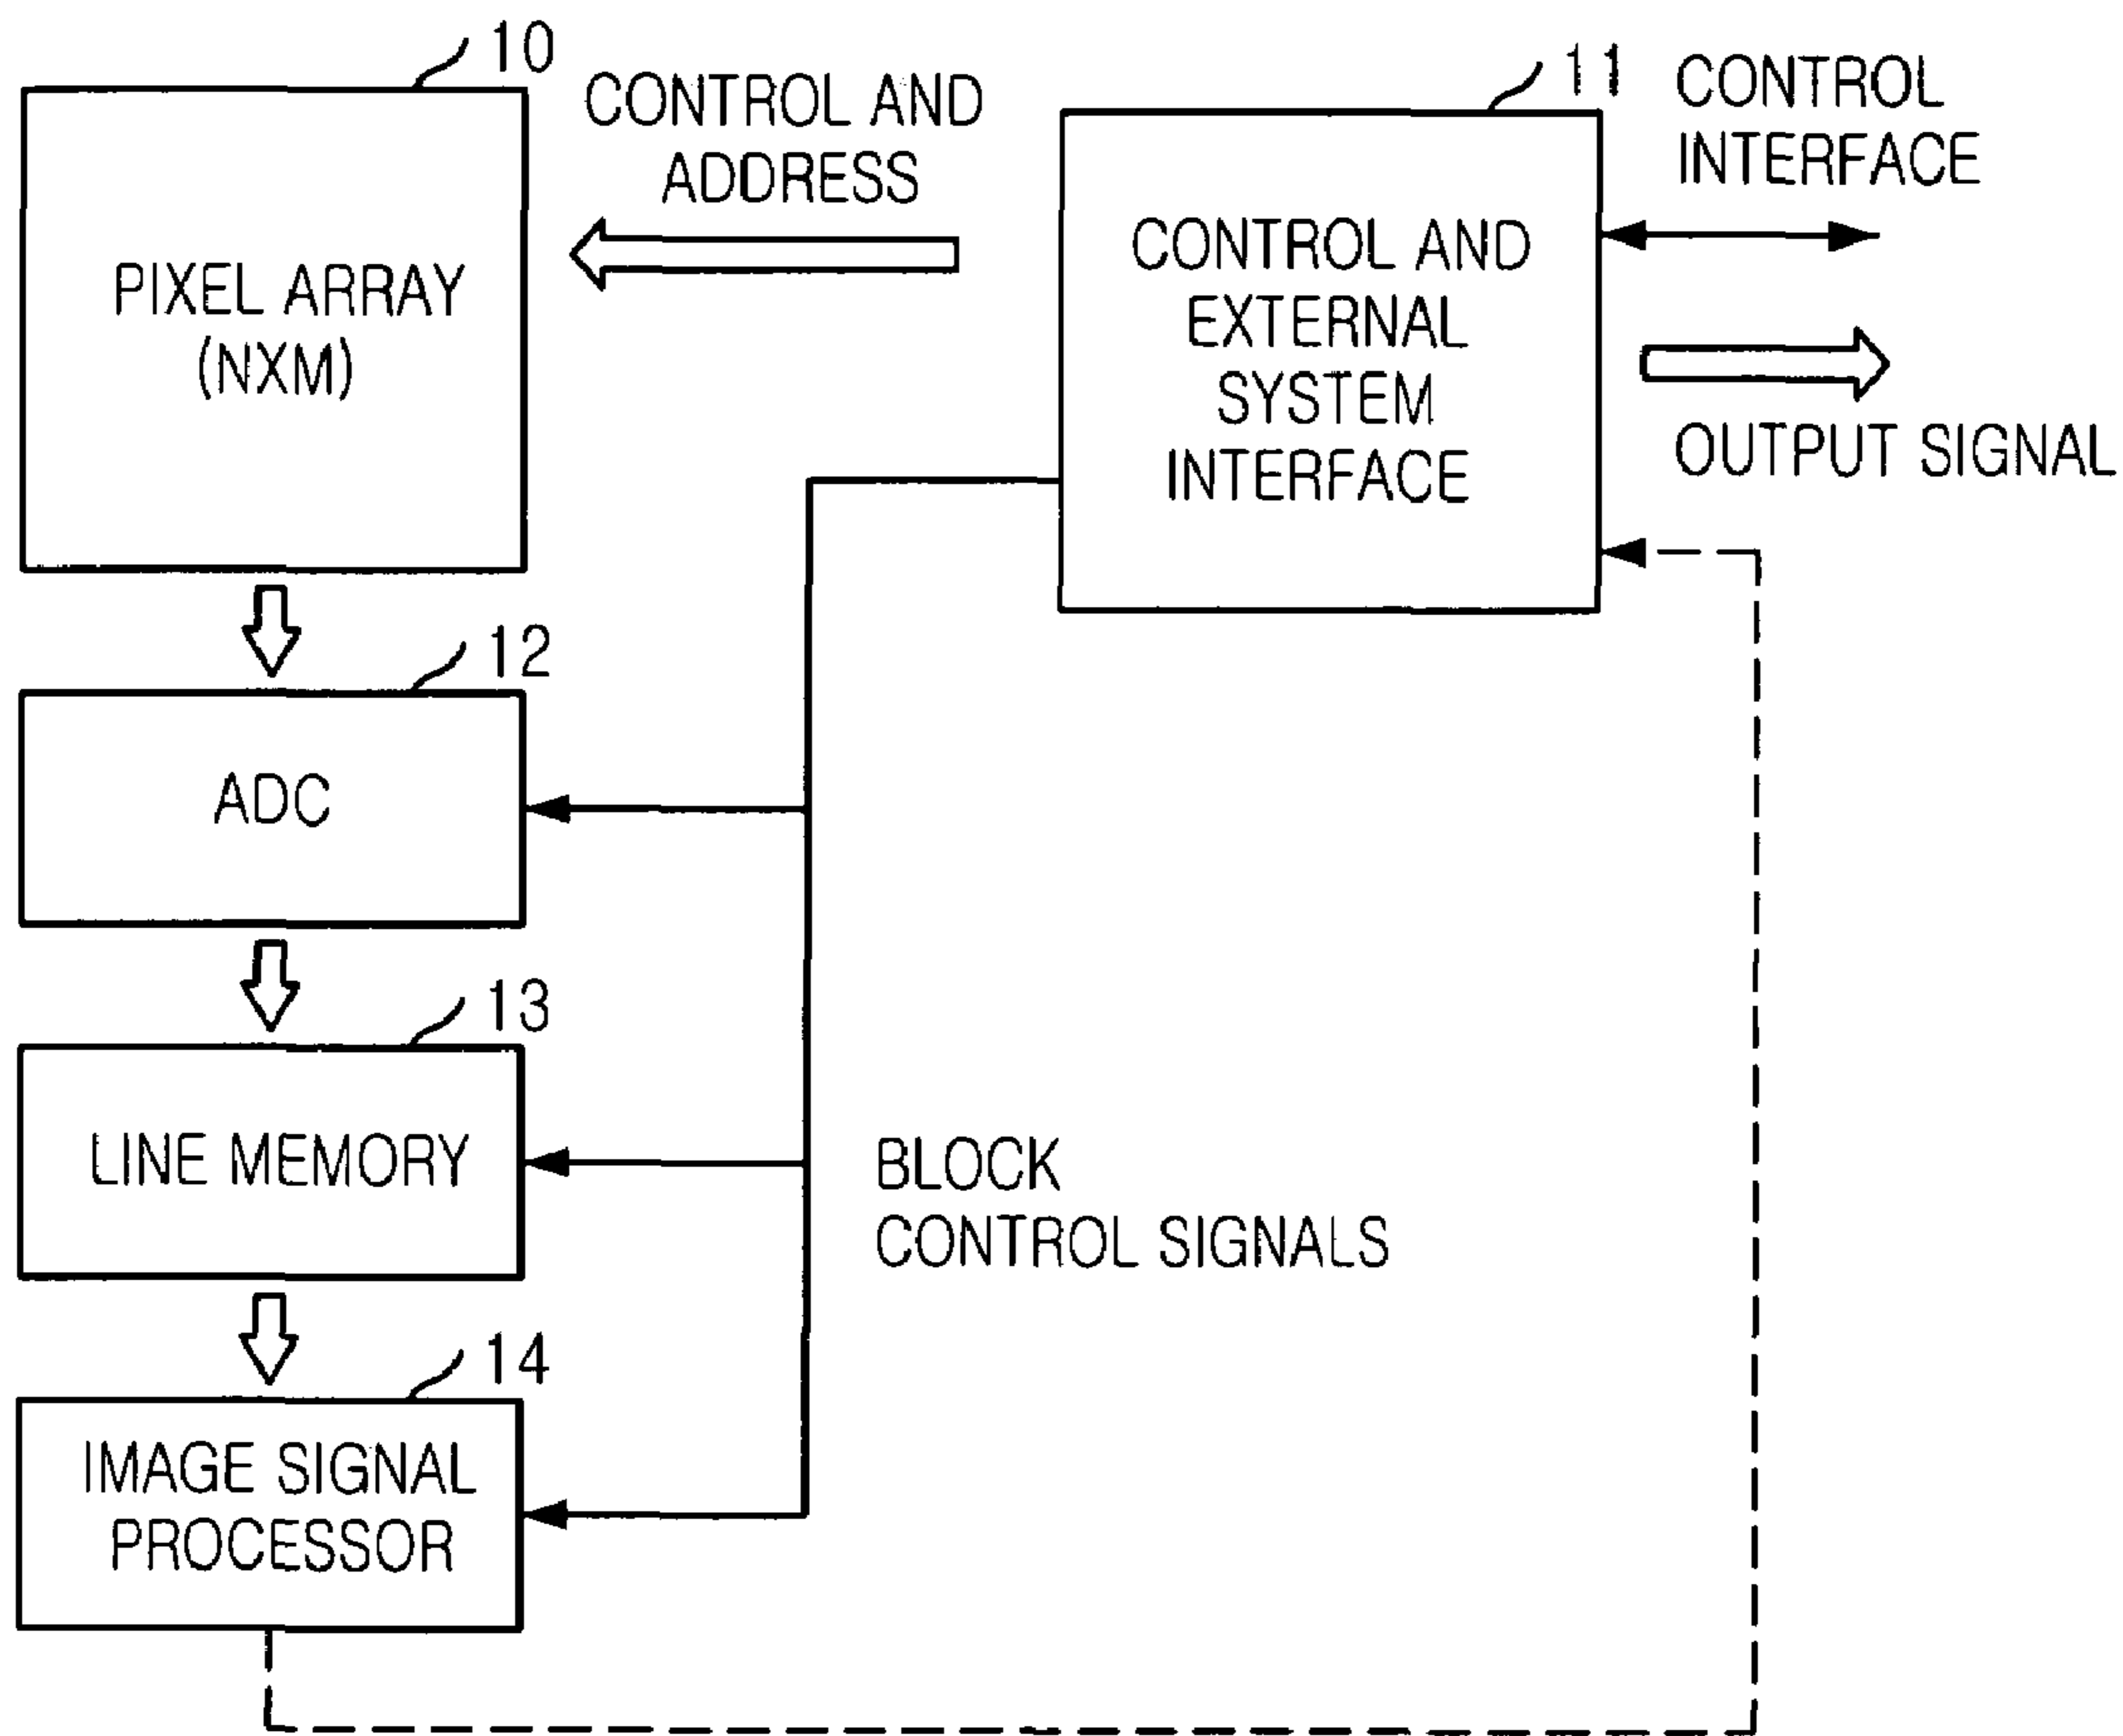 10
CONTROL AND
ADDRESS
11
CONTROL
INTERFACE
PIXEL ARRAY
(NXM)
CONTROL AND
EXTERNAL
SYSTEM
INTERFACE
OUTPUT SIGNAL
12
ADC
13
LINE MEMORY
BLOCK
CONTROL SIGNALS
14
IMAGE SIGNAL
PROCESSOR